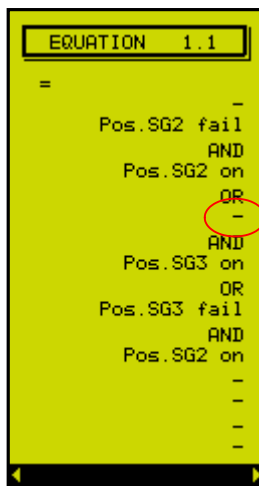 EQUATION 1.1
=
-
Pos.SG2 fail
AND
Pos.SG2 on
OR
-
AND
Pos.SG3 on
OR
Pos.SG3 fail
AND
Pos.SG2 on
-
-
-
-